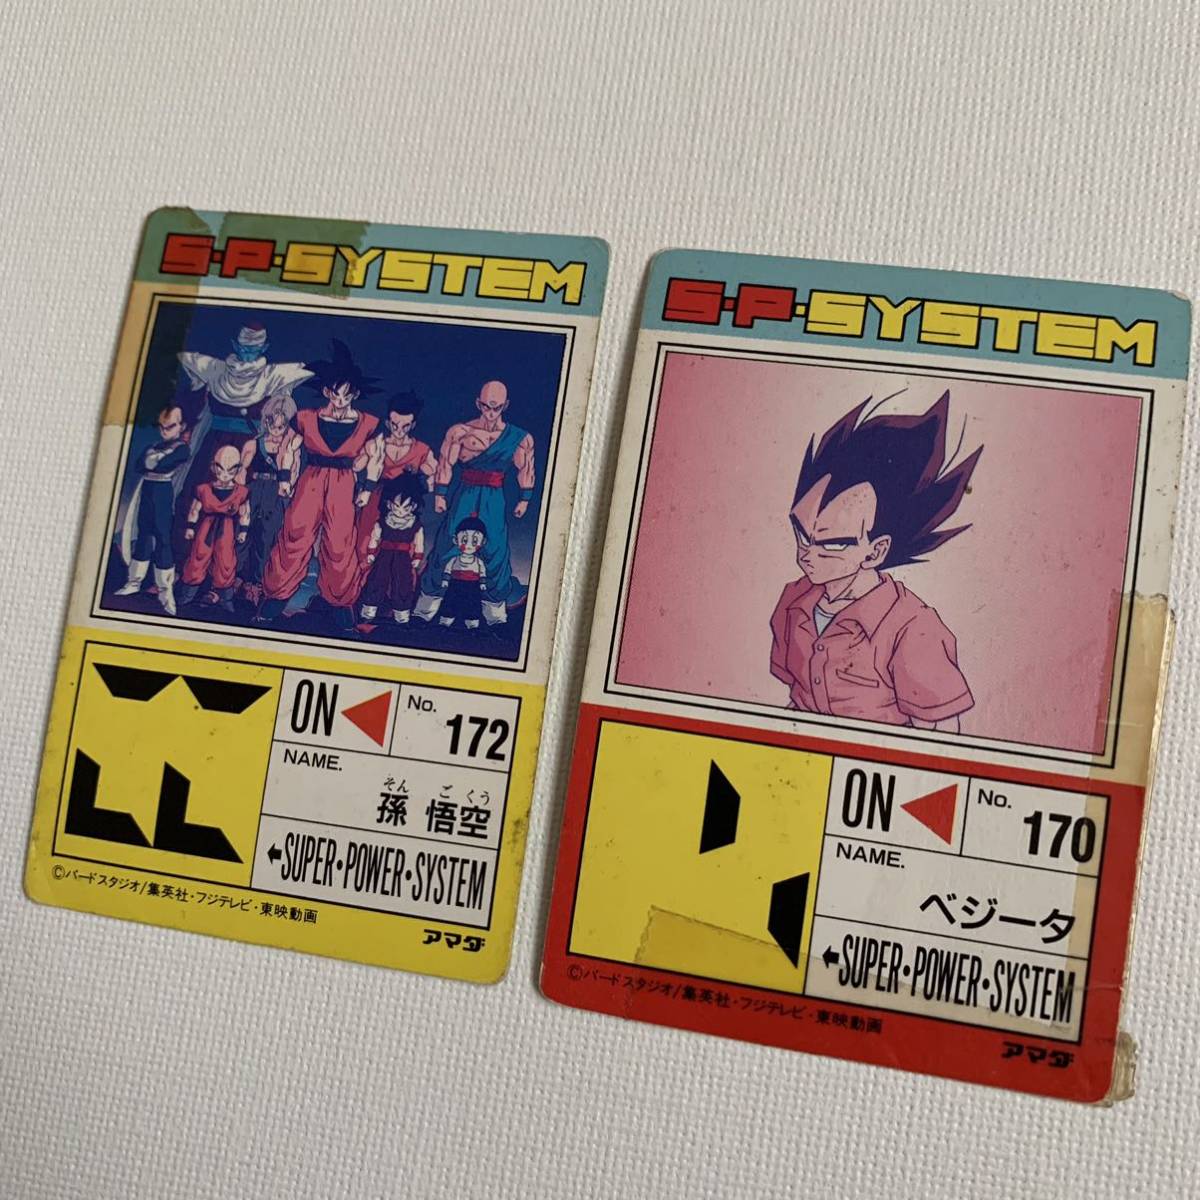 S·P·SYSTEM
ON
No. 172
NAME.
そん ご くう
孫 悟空
←SUPER・POWER・SYSTEM
©バードスタジオ/集英社・フジテレビ・東映動画
アマダ
S·P·SYSTEM
ON
No. 170
NAME.
ベジータ
←SUPER・POWER・SYSTEM
©バードスタジオ/集英社・フジテレビ・東映動画
アマダ